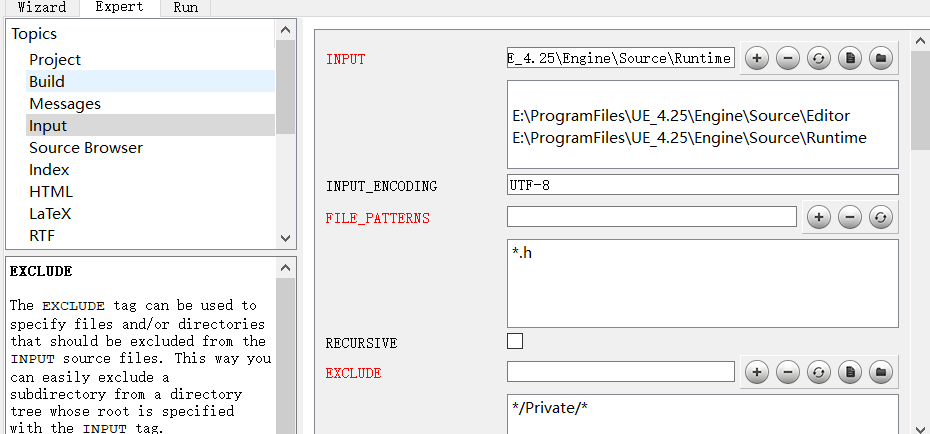 Wizard Expert Run
Topics
Project
Build
Messages
Input
Source Browser
Index
HTML
LaTeX
RTF
EXCLUDE
The EXCLUDE tag can be used to
specify files and/or directories
that should be excluded from the
INPUT source files. This way you
can easily exclude a
subdirectory from a directory
tree whose root is specified
with the INPUT tag.
INPUT E_4.25\Engine\Source\Runtime
E:\ProgramFiles\UE_4.25\Engine\Source\Editor
E:\ProgramFiles\UE_4.25\Engine\Source\Runtime
INPUT_ENCODING UTF-8
FILE_PATTERNS
*.h
RECURSIVE
EXCLUDE
*/Private/*